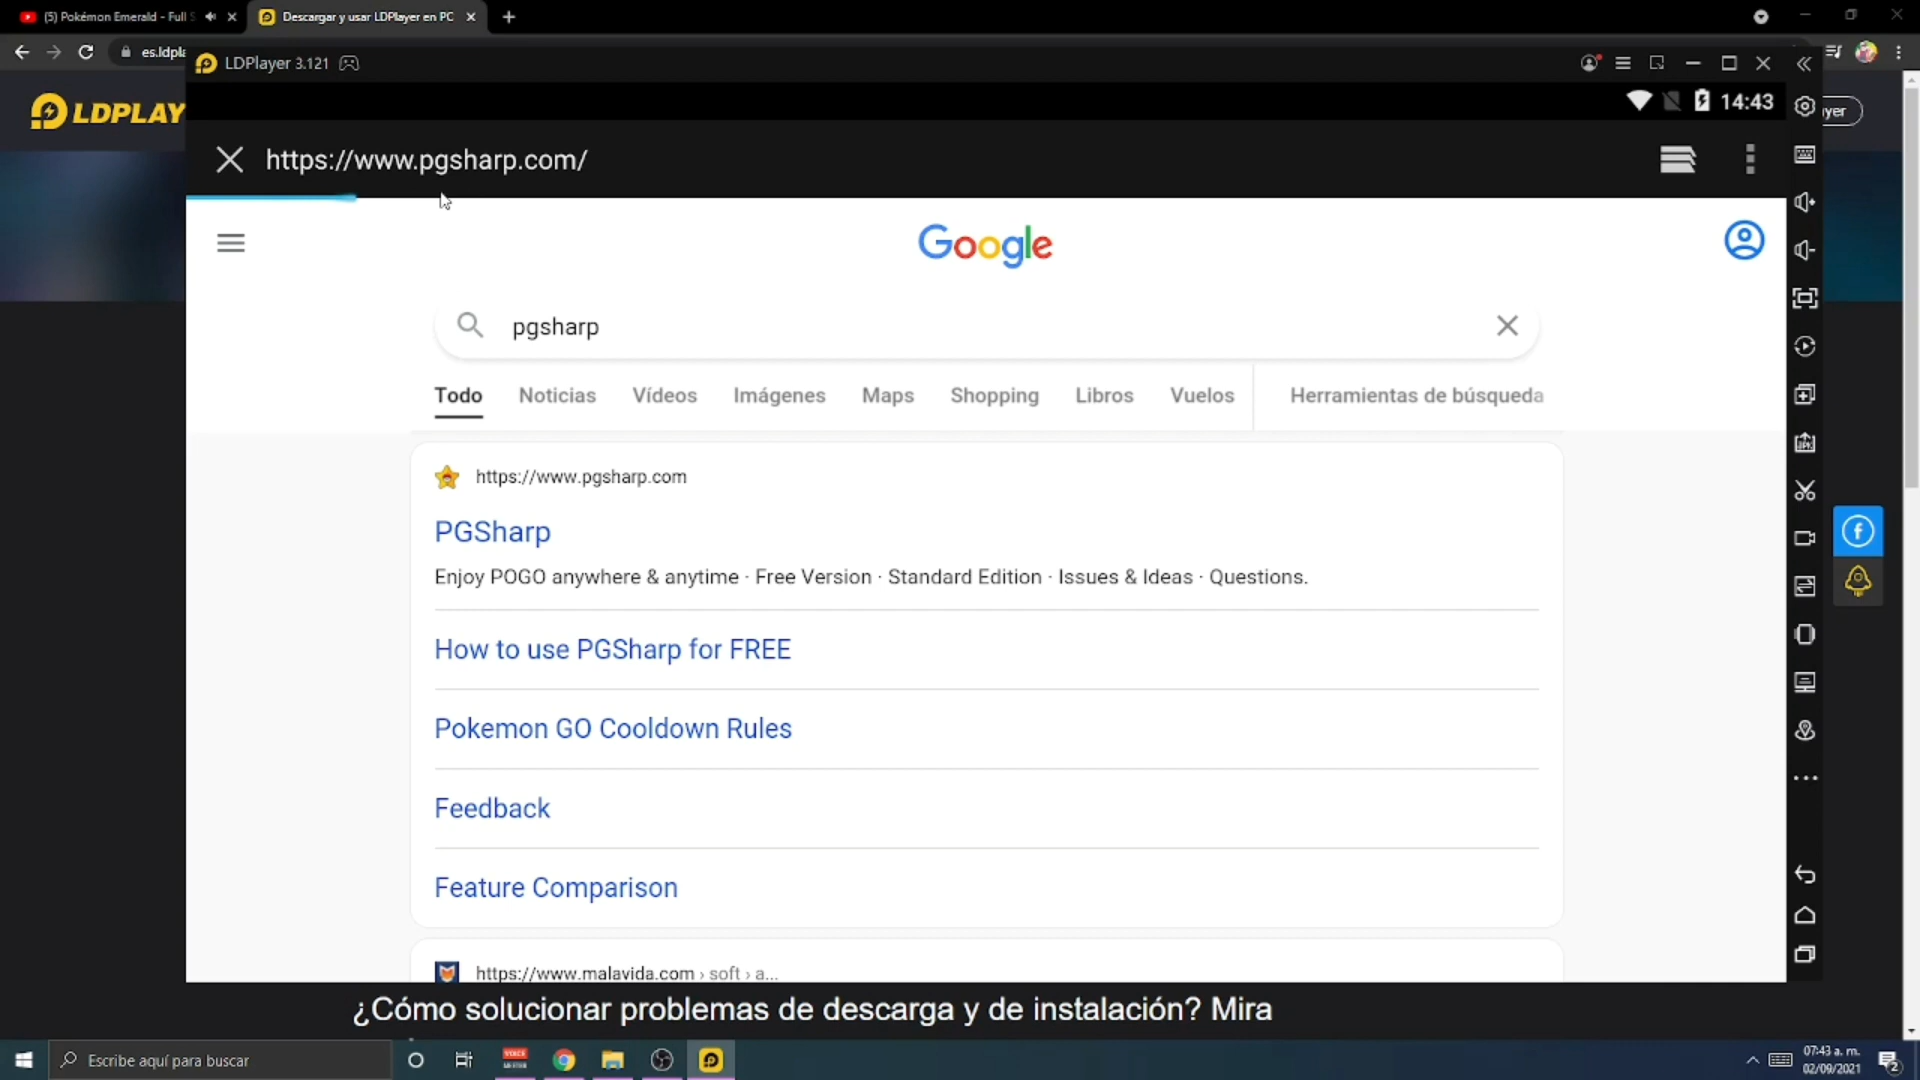 (5) Pokémon Emerald - Full S
Descargar y usar LDPlayer en PC
es.ldpla
LDPLAY
LDPlayer 3.121
14:43
yer
https://www.pgsharp.com/
Google
pgsharp
Todo Noticias Vídeos Imágenes Maps Shopping Libros Vuelos Herramientas de búsqueda
https://www.pgsharp.com
PGSharp
Enjoy POGO anywhere & anytime · Free Version · Standard Edition · Issues & Ideas · Questions.
How to use PGSharp for FREE
Pokemon GO Cooldown Rules
Feedback
Feature Comparison
https://www.malavida.com › soft › a...
¿Cómo solucionar problemas de descarga y de instalación? Mira
Escribe aquí para buscar
07:43 a. m.
02/09/2021
2